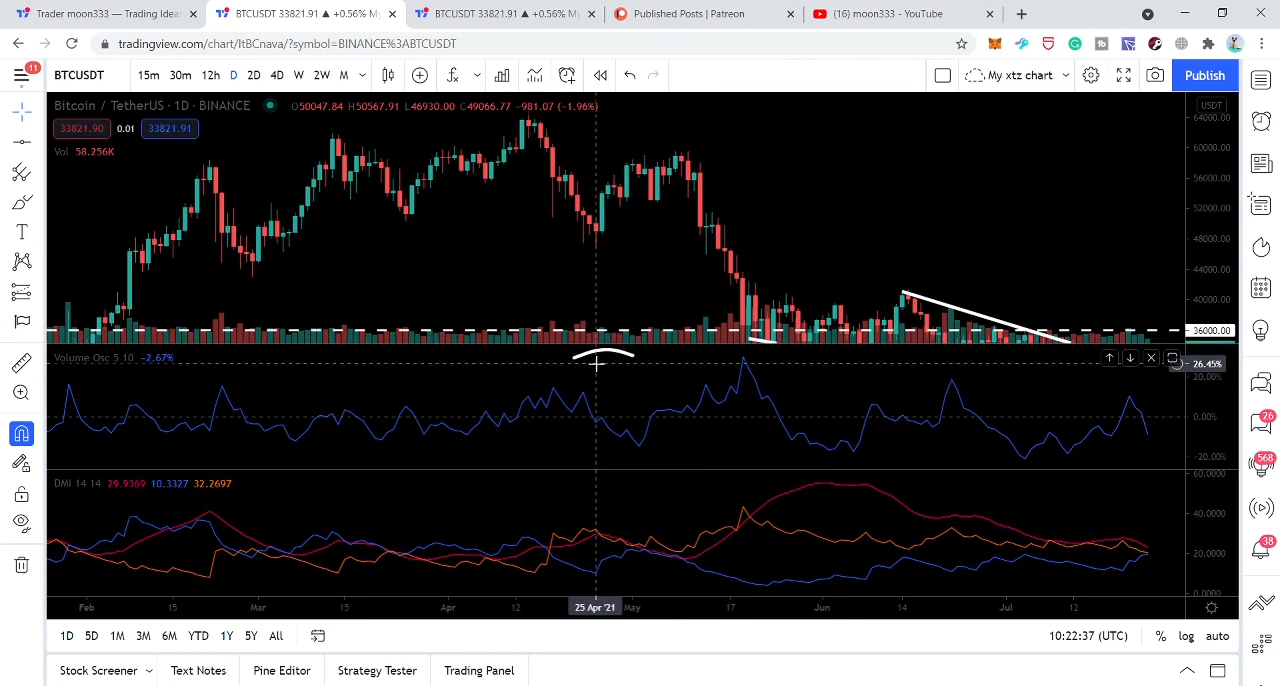 Trader moon333 — Trading Ideas
BTCUSDT 33821.91 ▲ +0.56% My
BTCUSDT 33821.91 ▲ +0.56% My
Published Posts | Patreon
(16) moon333 - YouTube
tradingview.com/chart/ItBCnava/?symbol=BINANCE%3ABTCUSDT
11
BTCUSDT
15m 30m 12h D 2D 4D W 2W M
My xtz chart
Publish
Bitcoin / TetherUS · 1D · BINANCE
O50047.84 H50567.91 L46930.00 C49066.77 −981.07 (−1.96%)
USDT
33821.90 0.01 33821.91
Vol 58.256K
64000.00
60000.00
56000.00
52000.00
48000.00
44000.00
40000.00
36000.00
Volume Osc 5 10 −2.67%
26.45%
20.00%
0.00%
−20.00%
DMI 14 14 29.9369 10.3327 32.2697
60.0000
40.0000
20.0000
0.0000
Feb 15 Mar 15 Apr 12 25 Apr '21 May 17 Jun 14 Jul 12
1D 5D 1M 3M 6M YTD 1Y 5Y All
10:22:37 (UTC) % log auto
Stock Screener Text Notes Pine Editor Strategy Tester Trading Panel
26
568
38